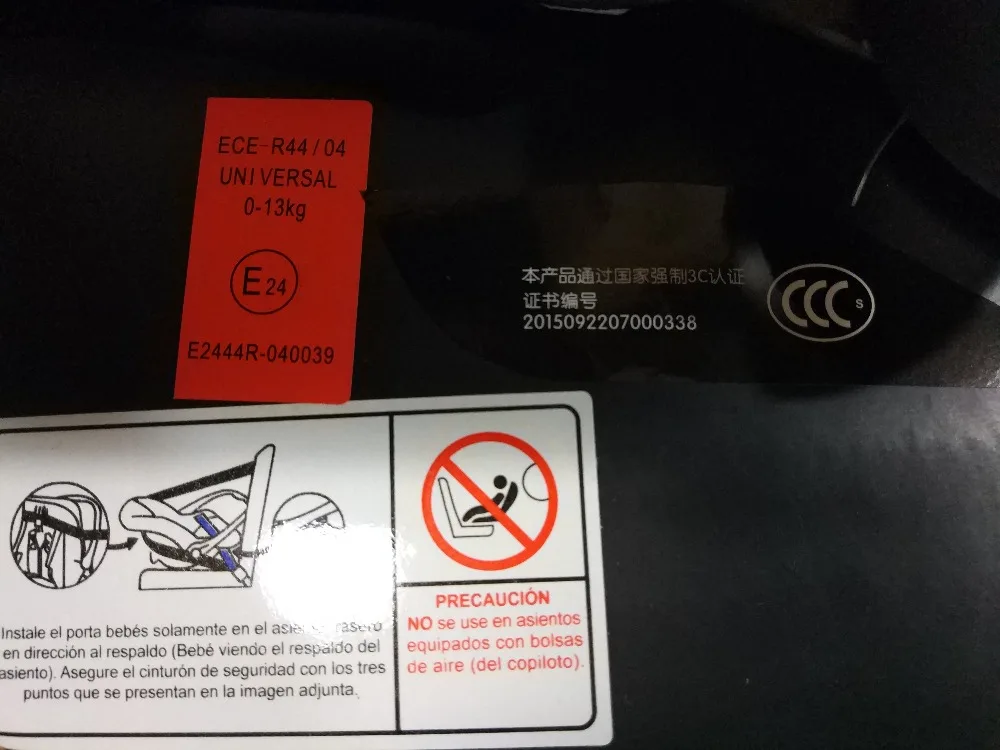 ECE-R44/04
UNIVERSAL
0-13kg
E 24
E2444R-040039
本产品通过国家强制3C认证
证书编号
2015092207000338
CCC S
Instale el porta bebés solamente en el trasero
en dirección al respaldo (Bebé viendo el respaldo del
asiento). Asegure el cinturón de seguridad con los tres
puntos que se presentan en la imagen adjunta.
PRECAUCIÓN
NO se use en asientos
equipados con bolsas
de aire (del copiloto).